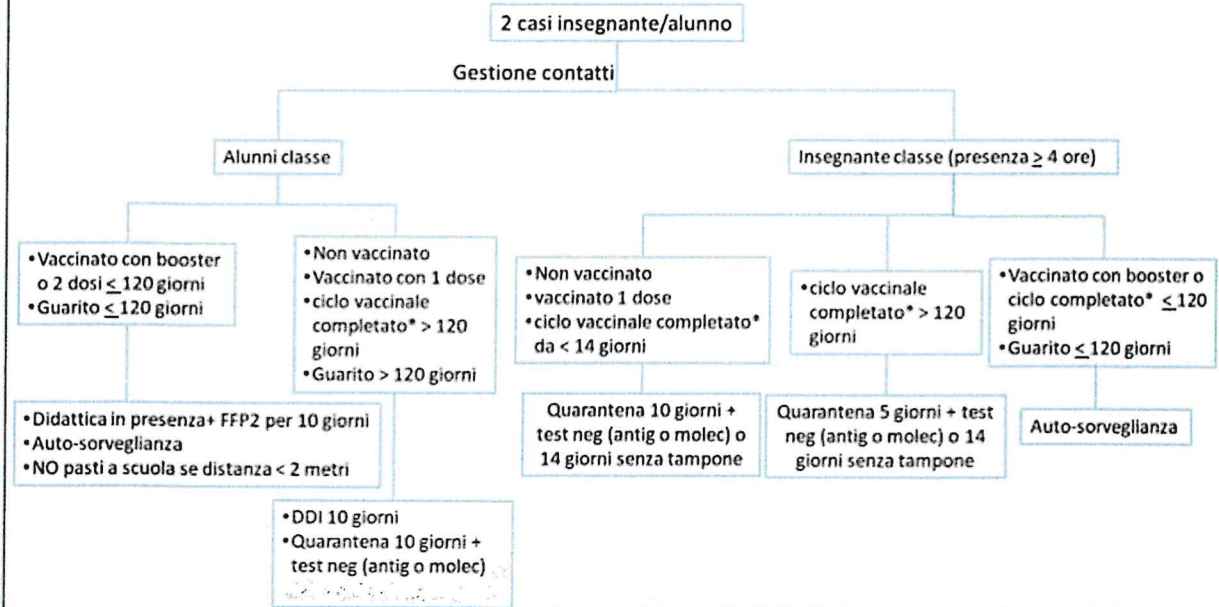 2 casi insegnante/alunno
Gestione contatti
Alunni classe
Insegnante classe (presenza ≥ 4 ore)
•Vaccinato con booster
o 2 dosi ≤ 120 giorni
•Guarito ≤ 120 giorni
•Non vaccinato
•Vaccinato con 1 dose
•ciclo vaccinale
completato* > 120
giorni
•Guarito > 120 giorni
•Non vaccinato
•vaccinato 1 dose
•ciclo vaccinale completato*
da < 14 giorni
•ciclo vaccinale
completato* > 120
giorni
•Vaccinato con booster o
ciclo completato* ≤ 120
giorni
•Guarito ≤ 120 giorni
•Didattica in presenza+ FFP2 per 10 giorni
•Auto-sorveglianza
•NO pasti a scuola se distanza < 2 metri
•DDI 10 giorni
•Quarantena 10 giorni +
test neg (antig o molec)
Quarantena 10 giorni +
test neg (antig o molec) o
14 giorni senza tampone
Quarantena 5 giorni + test
neg (antig o molec) o 14
giorni senza tampone
Auto-sorveglianza